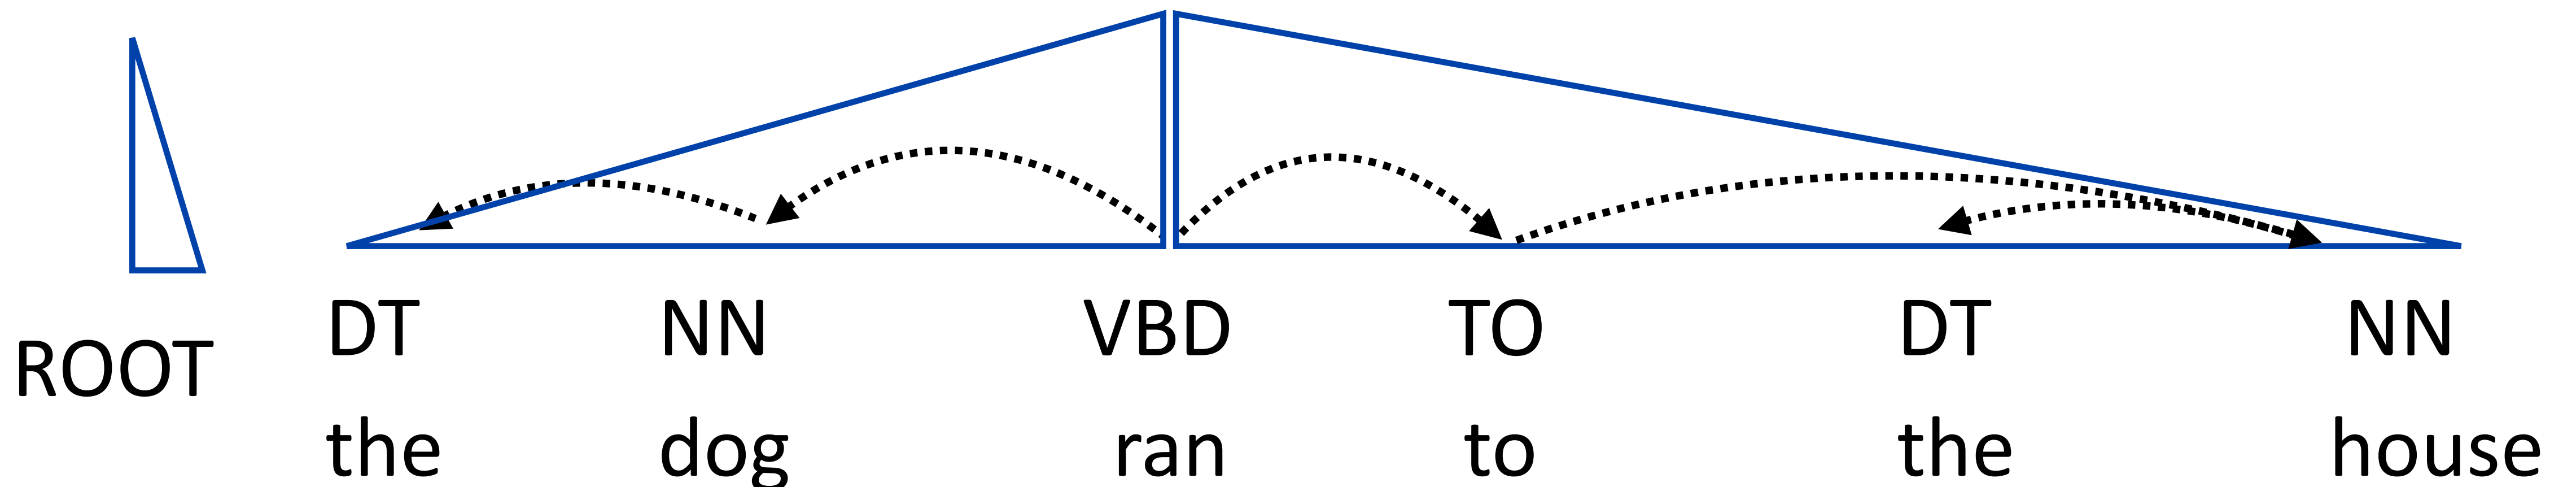 DT NN VBD TO DT NN
ROOT
the dog ran to the house